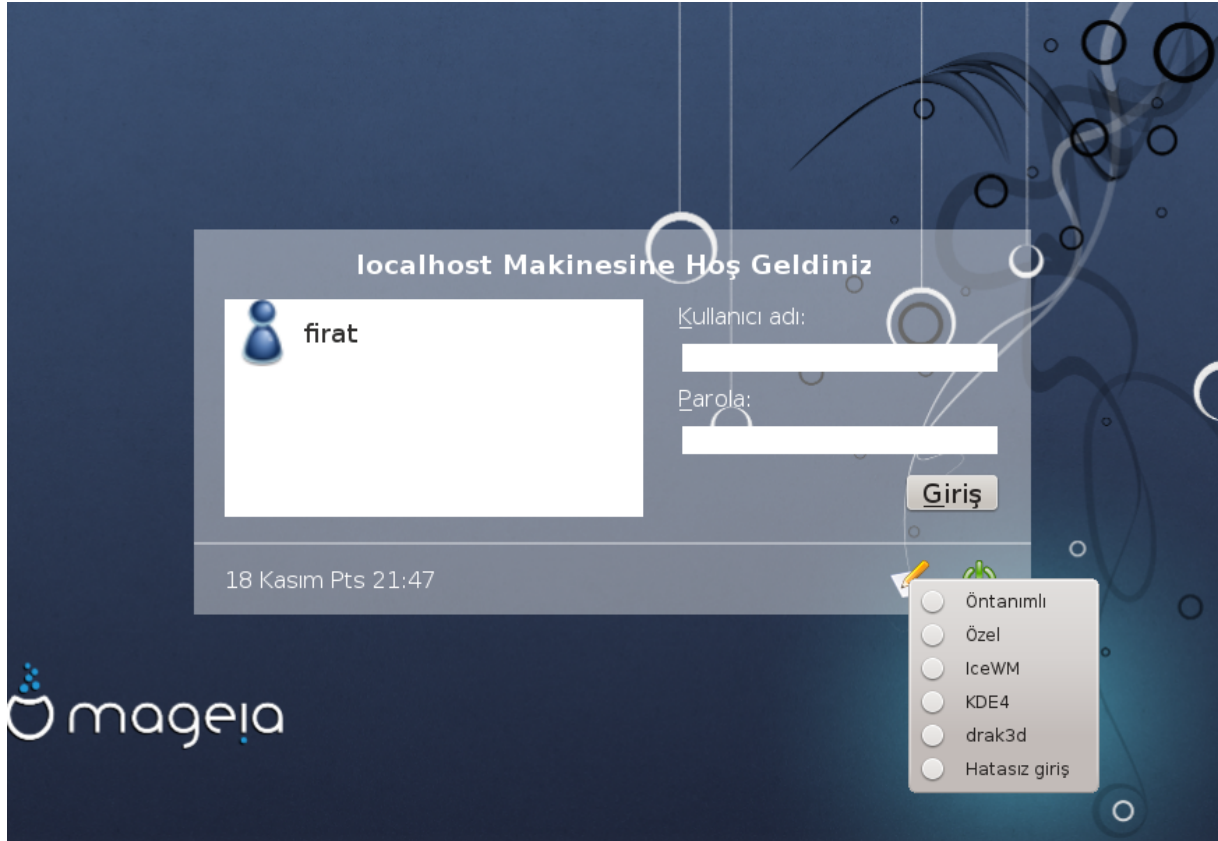 localhost Makinesine Hoş Geldiniz
firat
Kullanıcı adı:
Parola:
Giriş
18 Kasım Pts 21:47
Öntanımlı
Özel
IceWM
KDE4
drak3d
Hatasız giriş
mageia